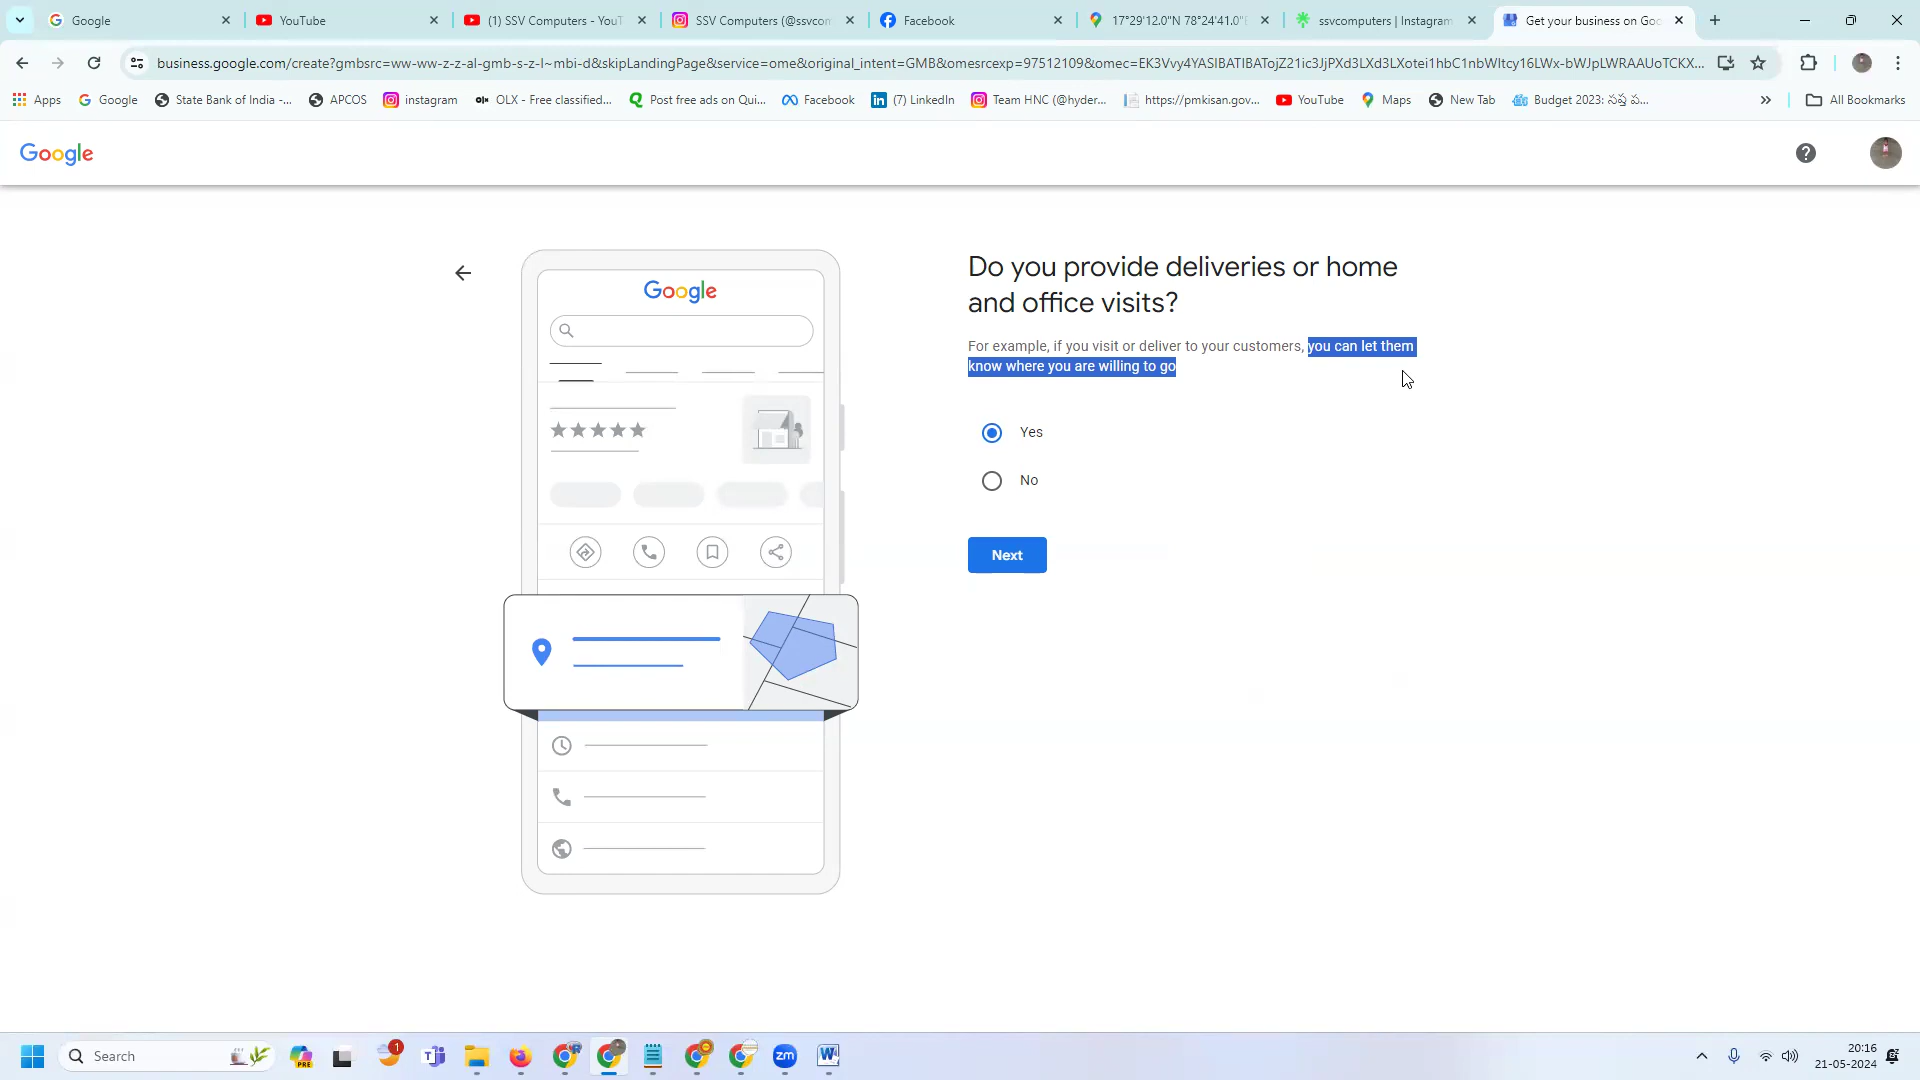 Google
YouTube
(1) SSV Computers - YouT
SSV Computers (@ssvcom
Facebook
17°29'12.0"N 78°24'41.0"E
ssvcomputers | Instagram
Get your business on Goo
business.google.com/create?gmbsrc=ww-ww-z-z-al-gmb-s-z-l~mbi-d&skipLandingPage&service=ome&original_intent=GMB&omesrcexp=97512109&omec=EK3Vvy4YASIBATIBATojZ21ic3JjPXd3LXd3LXotei1hbC1nbWItcy16LWx-bWJpLWRAAUoTCKX...
Apps
Google
State Bank of India -...
APCOS
instagram
OLX - Free classified...
Post free ads on Qui...
Facebook
(7) LinkedIn
Team HNC (@hyder...
https://pmkisan.gov...
YouTube
Maps
New Tab
Budget 2023: సప్త ప...
All Bookmarks
Google
Google
Do you provide deliveries or home
and office visits?
For example, if you visit or deliver to your customers, you can let them
know where you are willing to go
Yes
No
Next
Search
PRE
1
zm
20:16
21-05-2024